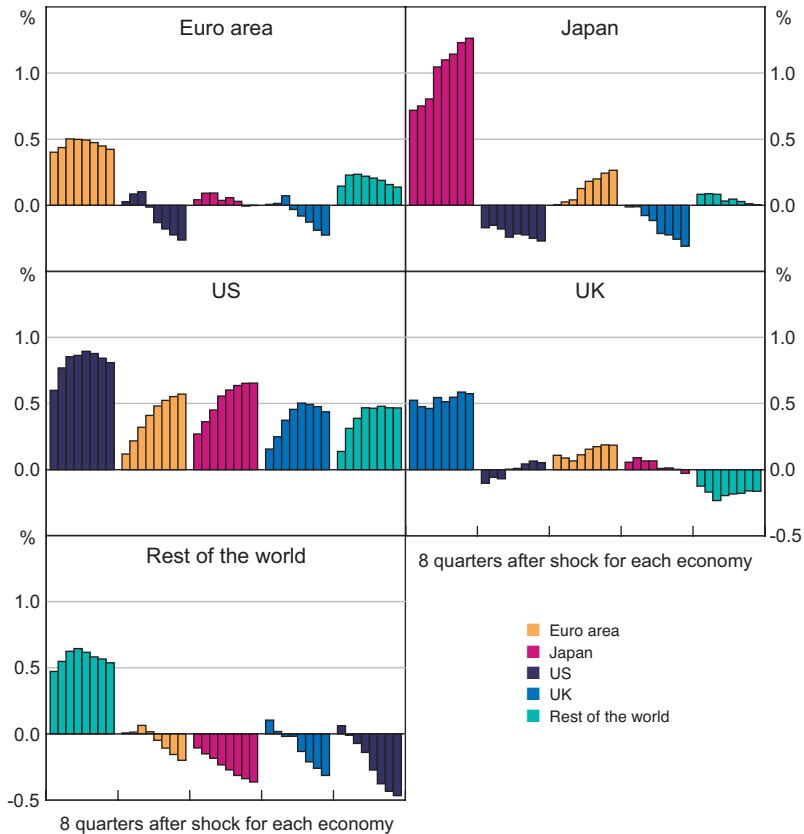 % Euro area Japan %
1.0 1.0
0.5 0.5
0.0 0.0
% US UK %
1.0 1.0
0.5 0.5
0.0 0.0
% Rest of the world -0.5
8 quarters after shock for each economy
1.0
0.5
0.0
-0.5
Euro area
Japan
US
UK
Rest of the world
8 quarters after shock for each economy